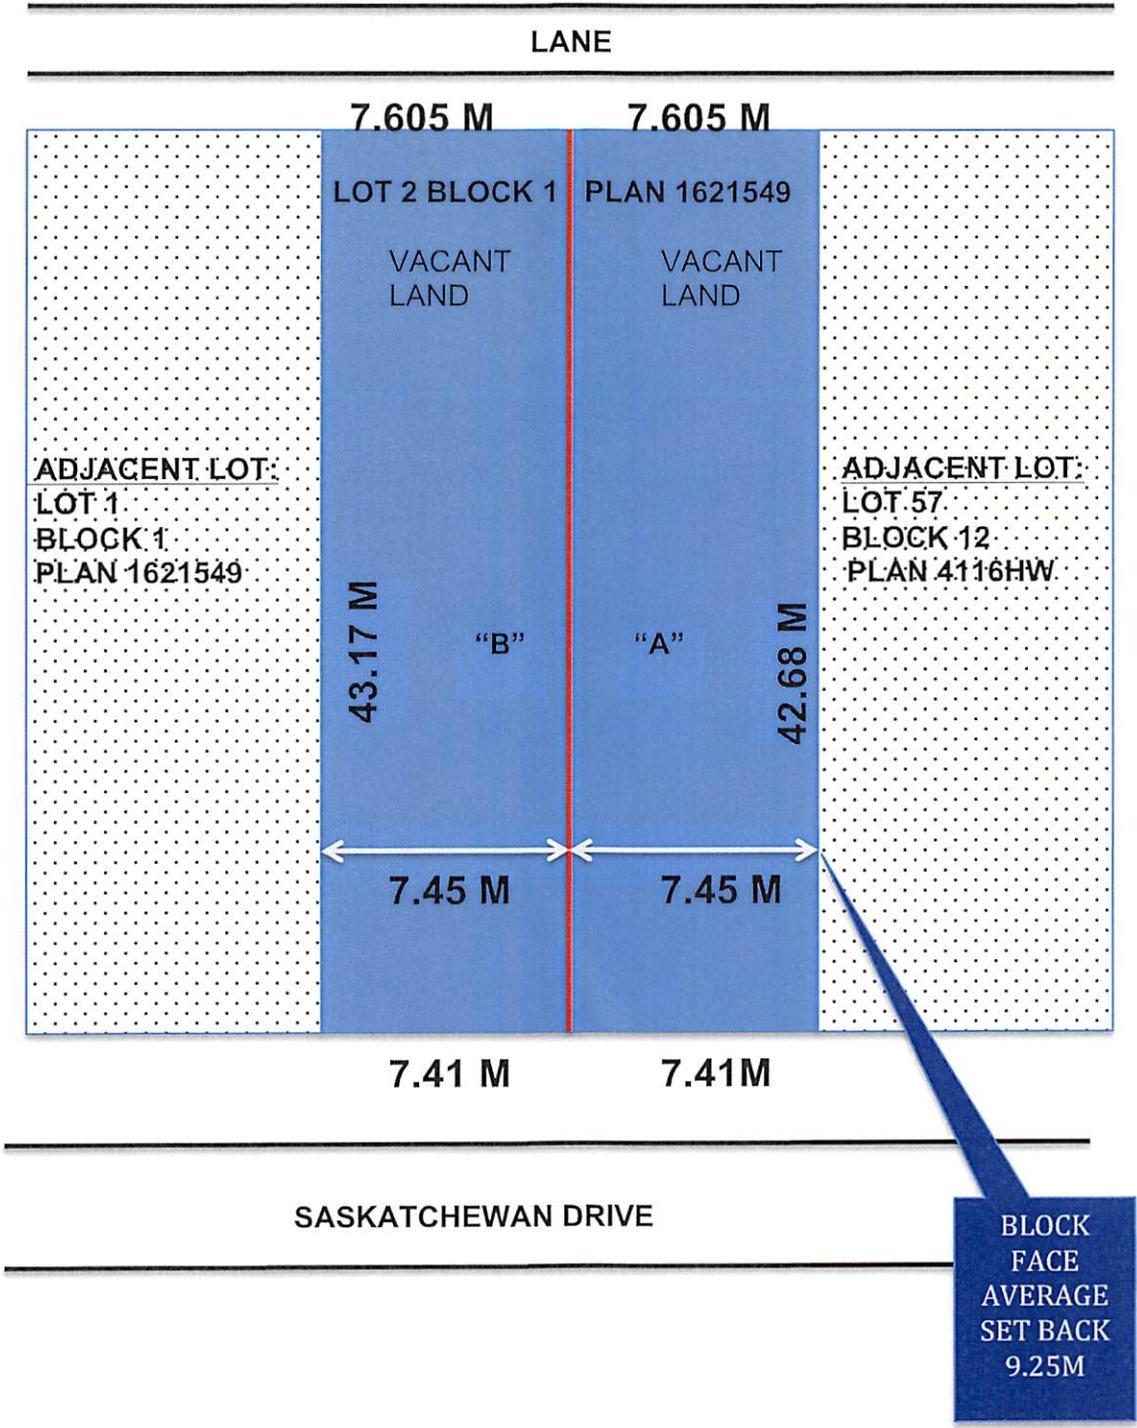 LANE
7.605 M
7.605 M
LOT 2 BLOCK 1
PLAN 1621549
VACANT
LAND
VACANT
LAND
ADJACENT LOT:
LOT 1
BLOCK 1
PLAN 1621549
ADJACENT LOT:
LOT 57
BLOCK 12
PLAN 4116HW
43.17 M
“B”
“A”
42.68 M
7.45 M
7.45 M
7.41 M
7.41M
SASKATCHEWAN DRIVE
BLOCK
FACE
AVERAGE
SET BACK
9.25M